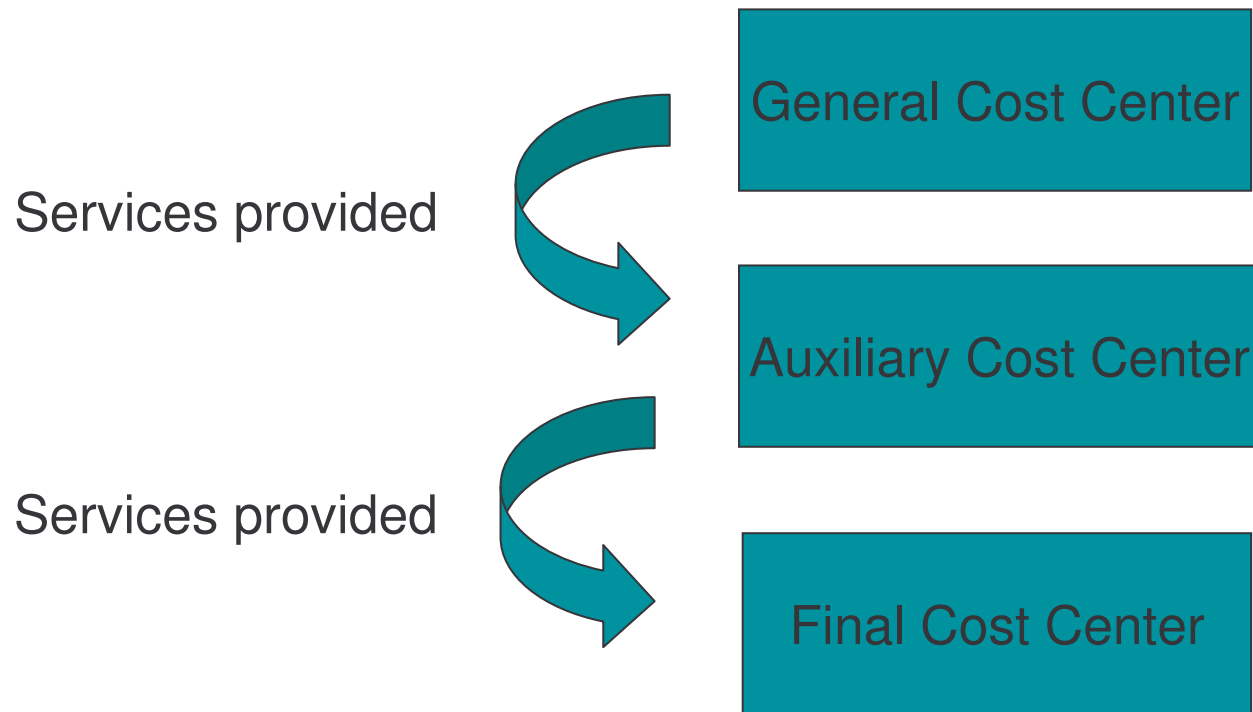 General Cost Center
Services provided
Auxiliary Cost Center
Services provided
Final Cost Center